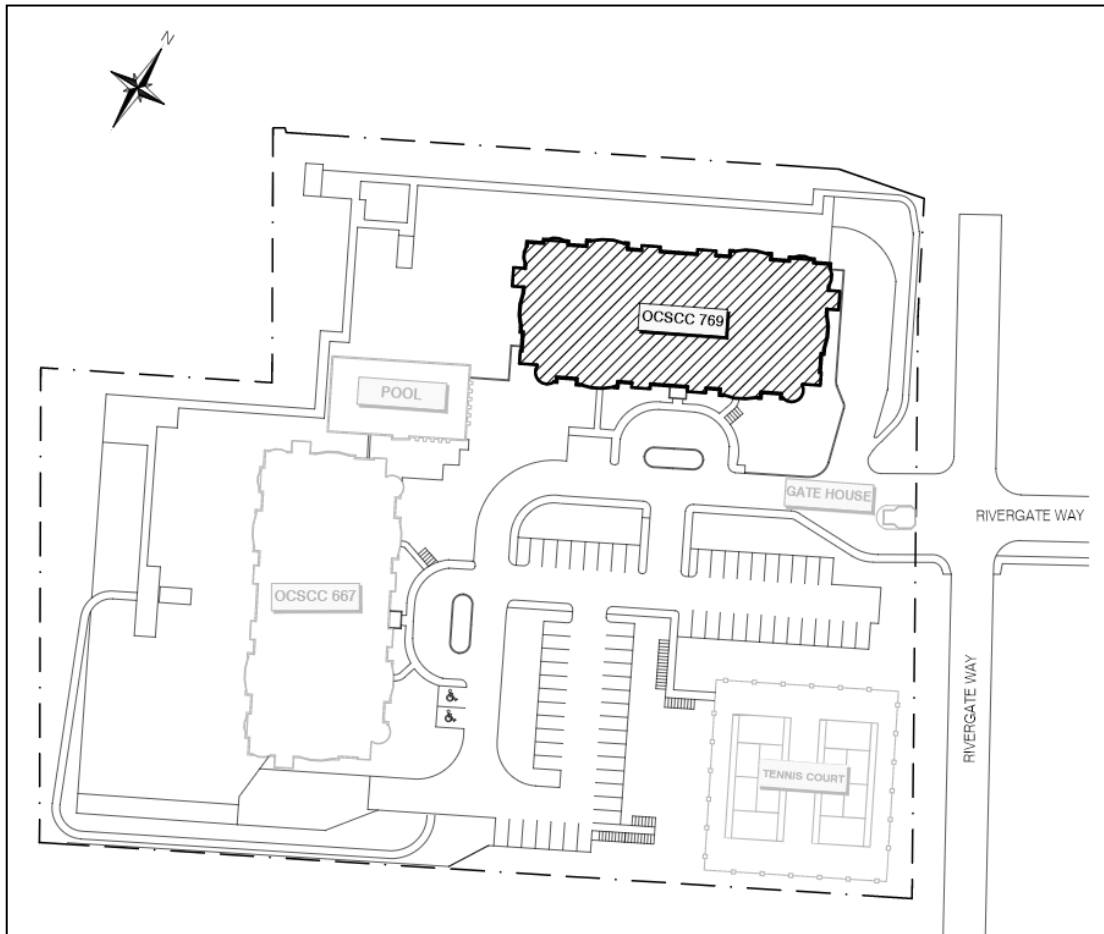 N
OCSCC 769
POOL
GATE HOUSE
RIVERGATE WAY
OCSCC 667
RIVERGATE WAY
TENNIS COURT